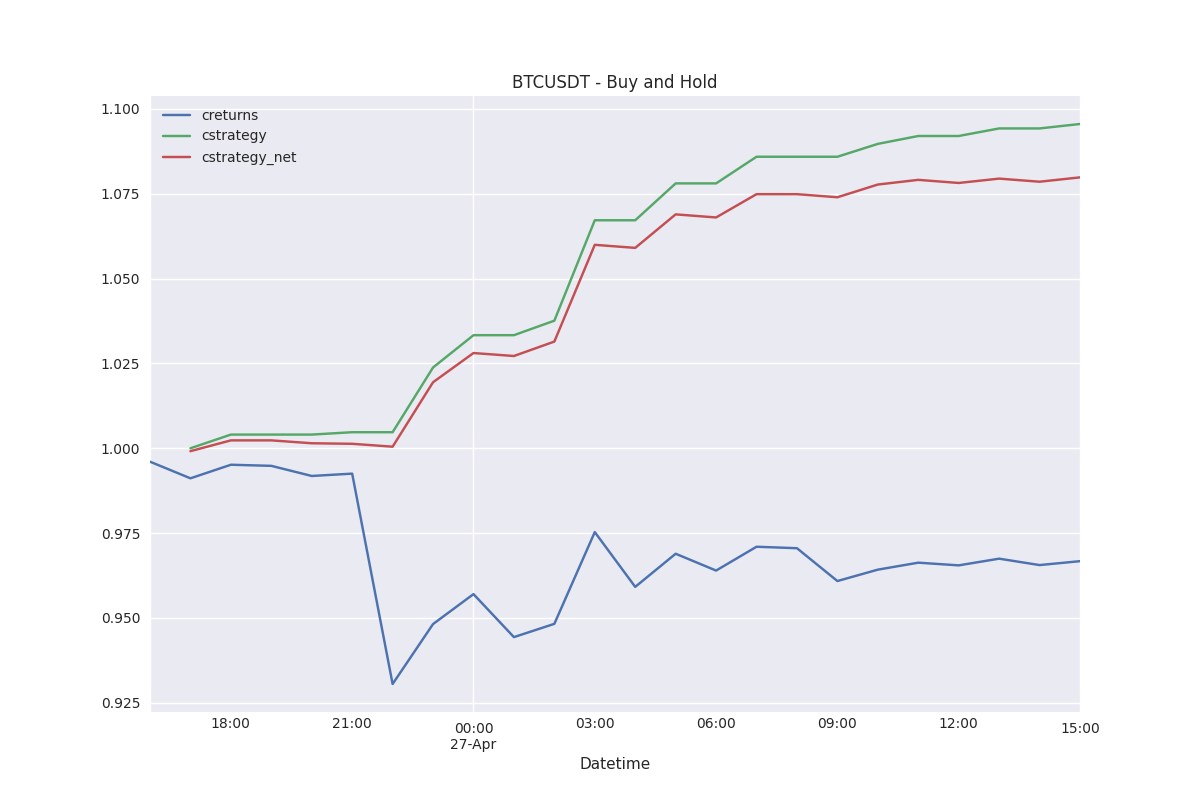 BTCUSDT - Buy and Hold
creturns
cstrategy
cstrategy_net
1.100
1.075
1.050
1.025
1.000
0.975
0.950
0.925
18:00 21:00 00:00 03:00 06:00 09:00 12:00 15:00
27-Apr
Datetime